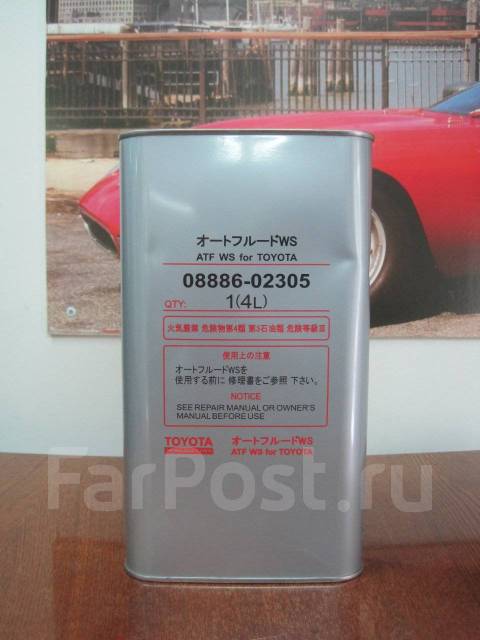 オートフルードWS
ATF WS for TOYOTA
08886-02305
QTY: 1(4L)
火気厳禁 危険物第4類 第3石油類 危険等級Ⅲ
使用上の注意
オートフルードWSを
使用する前に 修理書をご参照 下さい。
NOTICE
SEE REPAIR MANUAL OR OWNER'S
MANUAL BEFORE USE
TOYOTA オートフルードWS
ATF WS for TOYOTA
FarPost.ru